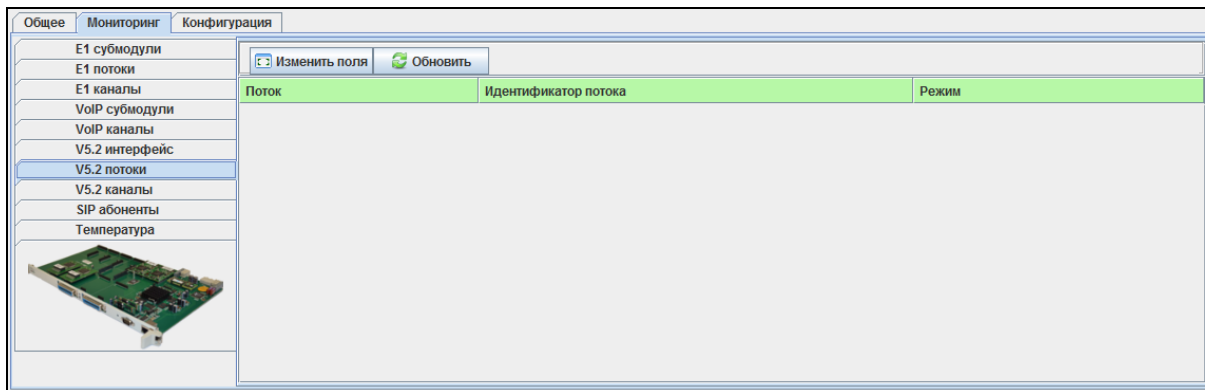 Общее Мониторинг Конфигурация
E1 субмодули
E1 потоки
E1 каналы
VoIP субмодули
VoIP каналы
V5.2 интерфейс
V5.2 потоки
V5.2 каналы
SIP абоненты
Температура
Изменить поля Обновить
Поток Идентификатор потока Режим